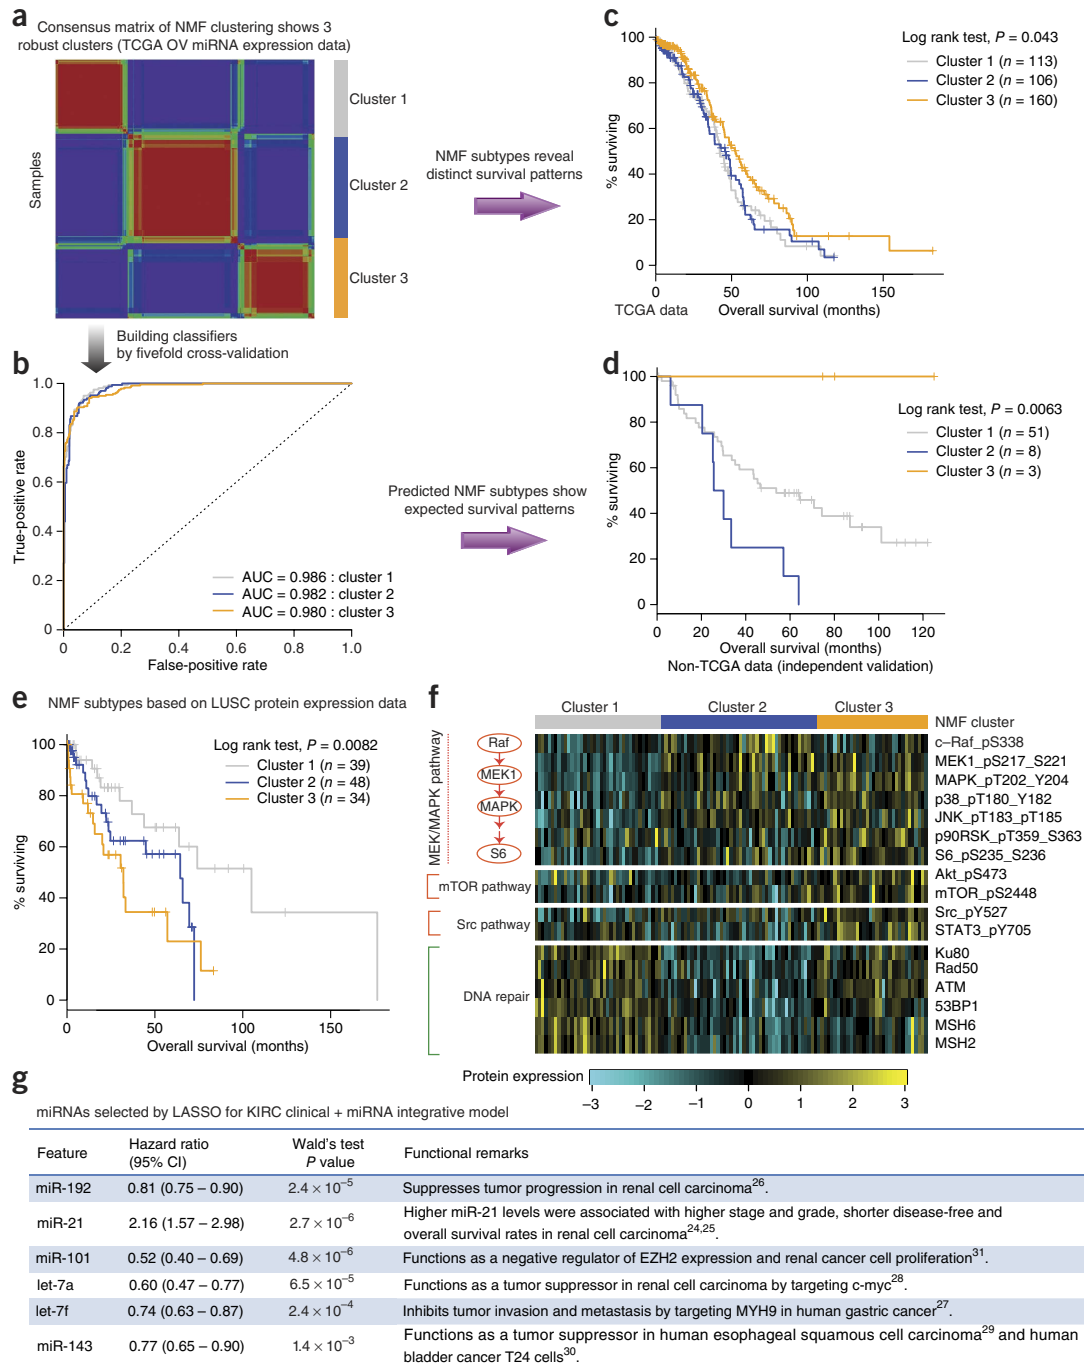 a
Consensus matrix of NMF clustering shows 3
robust clusters (TCGA OV miRNA expression data)
Samples
Cluster 1
Cluster 2
Cluster 3
NMF subtypes reveal
distinct survival patterns
c
Log rank test, P = 0.043
Cluster 1 (n = 113)
Cluster 2 (n = 106)
Cluster 3 (n = 160)
% surviving
100
80
60
40
20
0
0 50 100 150
TCGA data
Overall survival (months)
Building classifiers
by fivefold cross-validation
b
True-positive rate
1.0
0.8
0.6
0.4
0.2
0
AUC = 0.986 : cluster 1
AUC = 0.982 : cluster 2
AUC = 0.980 : cluster 3
0 0.2 0.4 0.6 0.8 1.0
False-positive rate
Predicted NMF subtypes show
expected survival patterns
d
Log rank test, P = 0.0063
Cluster 1 (n = 51)
Cluster 2 (n = 8)
Cluster 3 (n = 3)
% surviving
100
80
60
40
20
0
0 20 40 60 80 100 120
Overall survival (months)
Non-TCGA data (independent validation)
e
NMF subtypes based on LUSC protein expression data
Log rank test, P = 0.0082
Cluster 1 (n = 39)
Cluster 2 (n = 48)
Cluster 3 (n = 34)
% surviving
100
80
60
40
20
0
0 50 100 150
Overall survival (months)
f
Cluster 1 Cluster 2 Cluster 3
NMF cluster
MEK/MAPK pathway
Raf
MEK1
MAPK
S6
c–Raf_pS338
MEK1_pS217_S221
MAPK_pT202_Y204
p38_pT180_Y182
JNK_pT183_pT185
p90RSK_pT359_S363
S6_pS235_S236
mTOR pathway
Akt_pS473
mTOR_pS2448
Src pathway
Src_pY527
STAT3_pY705
DNA repair
Ku80
Rad50
ATM
53BP1
MSH6
MSH2
Protein expression
−3 −2 −1 0 1 2 3
g
miRNAs selected by LASSO for KIRC clinical + miRNA integrative model
Feature Hazard ratio (95% CI) Wald's test P value Functional remarks
miR-192 0.81 (0.75 – 0.90) 2.4 × 10⁻⁵ Suppresses tumor progression in renal cell carcinoma²⁶.
miR-21 2.16 (1.57 – 2.98) 2.7 × 10⁻⁶ Higher miR-21 levels were associated with higher stage and grade, shorter disease-free and
overall survival rates in renal cell carcinoma²⁴,²⁵.
miR-101 0.52 (0.40 – 0.69) 4.8 × 10⁻⁶ Functions as a negative regulator of EZH2 expression and renal cancer cell proliferation³¹.
let-7a 0.60 (0.47 – 0.77) 6.5 × 10⁻⁵ Functions as a tumor suppressor in renal cell carcinoma by targeting c-myc²⁸.
let-7f 0.74 (0.63 – 0.87) 2.4 × 10⁻⁴ Inhibits tumor invasion and metastasis by targeting MYH9 in human gastric cancer²⁷.
miR-143 0.77 (0.65 – 0.90) 1.4 × 10⁻³ Functions as a tumor suppressor in human esophageal squamous cell carcinoma²⁹ and human
bladder cancer T24 cells³⁰.